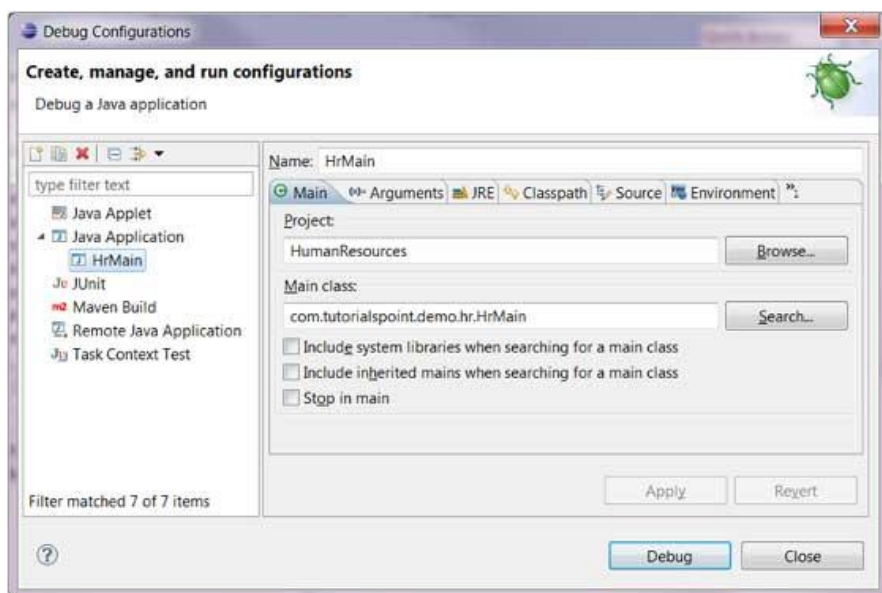 Debug Configurations
Create, manage, and run configurations
Debug a Java application
type filter text
Java Applet
Java Application
HrMain
JUnit
Maven Build
Remote Java Application
Task Context Test
Filter matched 7 of 7 items
Name: HrMain
Main Arguments JRE Classpath Source Environment
Project:
HumanResources Browse...
Main class:
com.tutorialspoint.demo.hr.HrMain Search...
Include system libraries when searching for a main class
Include inherited mains when searching for a main class
Stop in main
Apply Revert
Debug Close